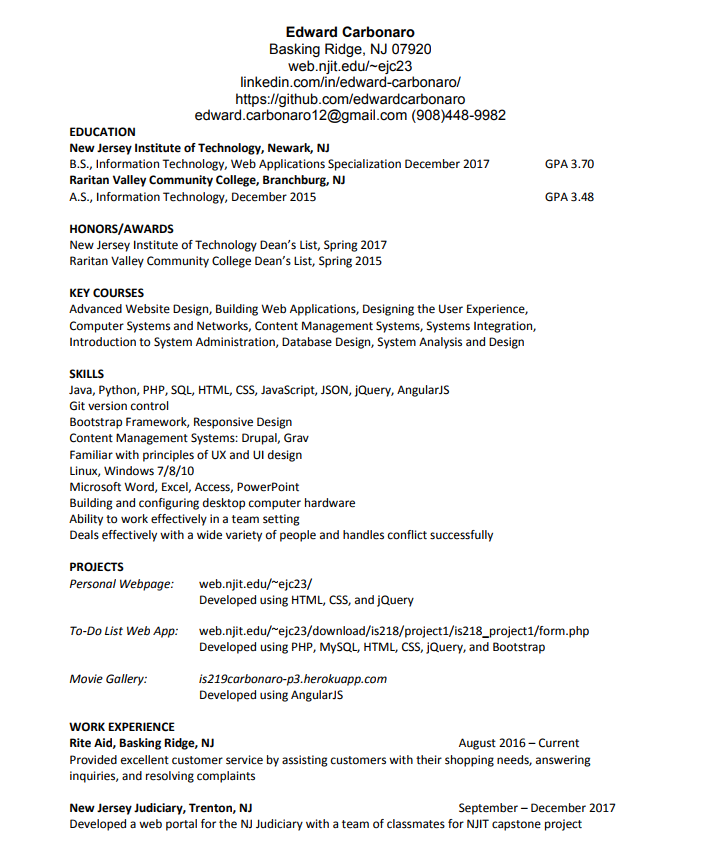 Edward Carbonaro
Basking Ridge, NJ 07920
web.njit.edu/~ejc23
linkedin.com/in/edward-carbonaro/
https://github.com/edwardcarbonaro
edward.carbonaro12@gmail.com (908)448-9982
EDUCATION
New Jersey Institute of Technology, Newark, NJ
B.S., Information Technology, Web Applications Specialization December 2017 GPA 3.70
Raritan Valley Community College, Branchburg, NJ
A.S., Information Technology, December 2015 GPA 3.48
HONORS/AWARDS
New Jersey Institute of Technology Dean’s List, Spring 2017
Raritan Valley Community College Dean’s List, Spring 2015
KEY COURSES
Advanced Website Design, Building Web Applications, Designing the User Experience,
Computer Systems and Networks, Content Management Systems, Systems Integration,
Introduction to System Administration, Database Design, System Analysis and Design
SKILLS
Java, Python, PHP, SQL, HTML, CSS, JavaScript, JSON, jQuery, AngularJS
Git version control
Bootstrap Framework, Responsive Design
Content Management Systems: Drupal, Grav
Familiar with principles of UX and UI design
Linux, Windows 7/8/10
Microsoft Word, Excel, Access, PowerPoint
Building and configuring desktop computer hardware
Ability to work effectively in a team setting
Deals effectively with a wide variety of people and handles conflict successfully
PROJECTS
Personal Webpage: web.njit.edu/~ejc23/
Developed using HTML, CSS, and jQuery
To-Do List Web App: web.njit.edu/~ejc23/download/is218/project1/is218_project1/form.php
Developed using PHP, MySQL, HTML, CSS, jQuery, and Bootstrap
Movie Gallery: is219carbonaro-p3.herokuapp.com
Developed using AngularJS
WORK EXPERIENCE
Rite Aid, Basking Ridge, NJ August 2016 – Current
Provided excellent customer service by assisting customers with their shopping needs, answering
inquiries, and resolving complaints
New Jersey Judiciary, Trenton, NJ September – December 2017
Developed a web portal for the NJ Judiciary with a team of classmates for NJIT capstone project